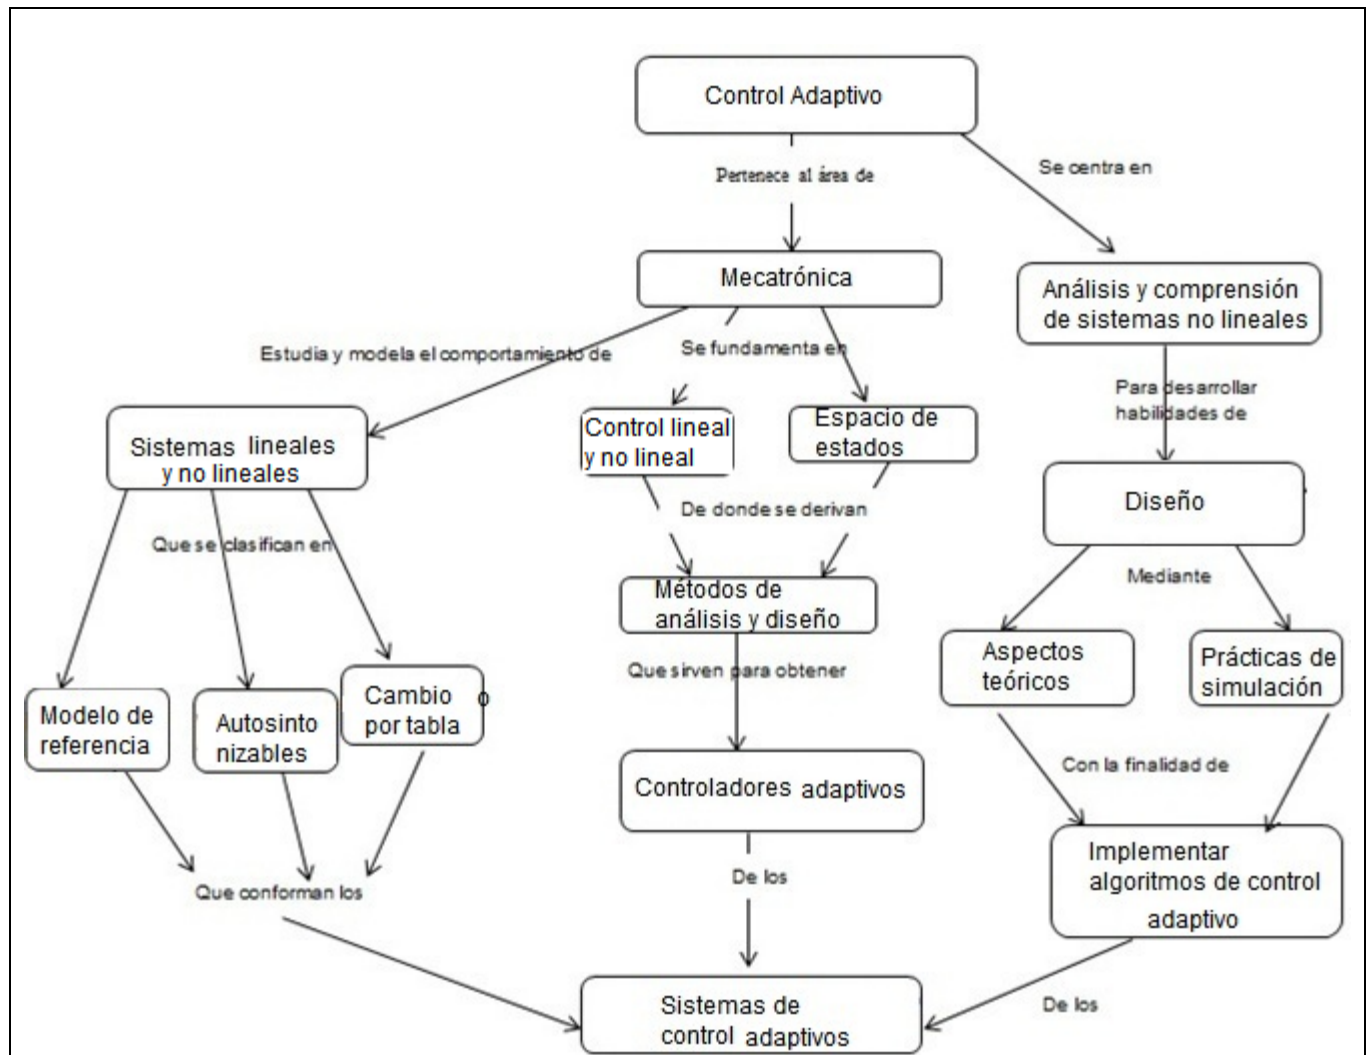 Control Adaptivo
Pertenece al área de
Se centra en
Mecatrónica
Análisis y comprensión
de sistemas no lineales
Estudia y modela el comportamiento de
Se fundamenta en
Para desarrollar
habilidades de
Sistemas lineales
y no lineales
Control lineal
y no lineal
Espacio de
estados
Diseño
Que se clasifican en
De donde se derivan
Mediante
Métodos de
análisis y diseño
Modelo de
referencia
Autosinto
nizables
Cambio o
por tabla
Que sirven para obtener
Aspectos
teóricos
Prácticas de
simulación
Controladores adaptivos
Con la finalidad de
Que conforman los
De los
Implementar
algoritmos de control
adaptivo
Sistemas de
control adaptivos
De los